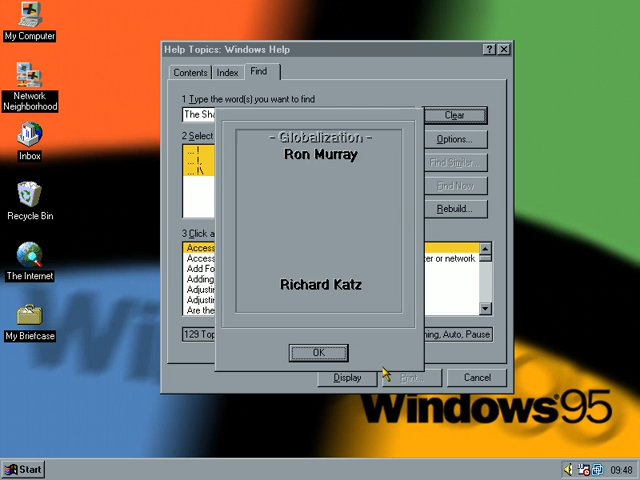 My Computer
Network
Neighborhood
Inbox
Recycle Bin
The Internet
My Briefcase
Help Topics: Windows Help
Contents
Index
Find
1 Type the word(s) you want to find
The Sha
Clear
2 Select
... !
... !,
... !\
Options...
Find Similar...
Find Now
Rebuild...
3 Click a
Access
Access
zer or network
Add Fo
Adding
Adjustin
Adjustin
Are the
129 Top
ning, Auto, Pause
- Globalization -
Ron Murray
Richard Katz
OK
Display
Print...
Cancel
Windows 95
Start
09:48